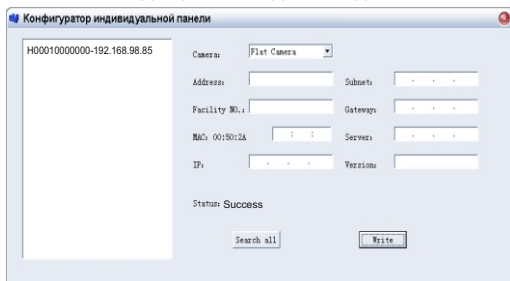 Конфигуратор индивидуальной панели
H00010000000-192.168.98.85
Camera: Flat Camera
Address: Subnet: . . .
Facility NO.: Gateway: . . .
MAC: 00:50:2A : : Server: . . .
IP: . . . Version:
Status: Success
Search all Write